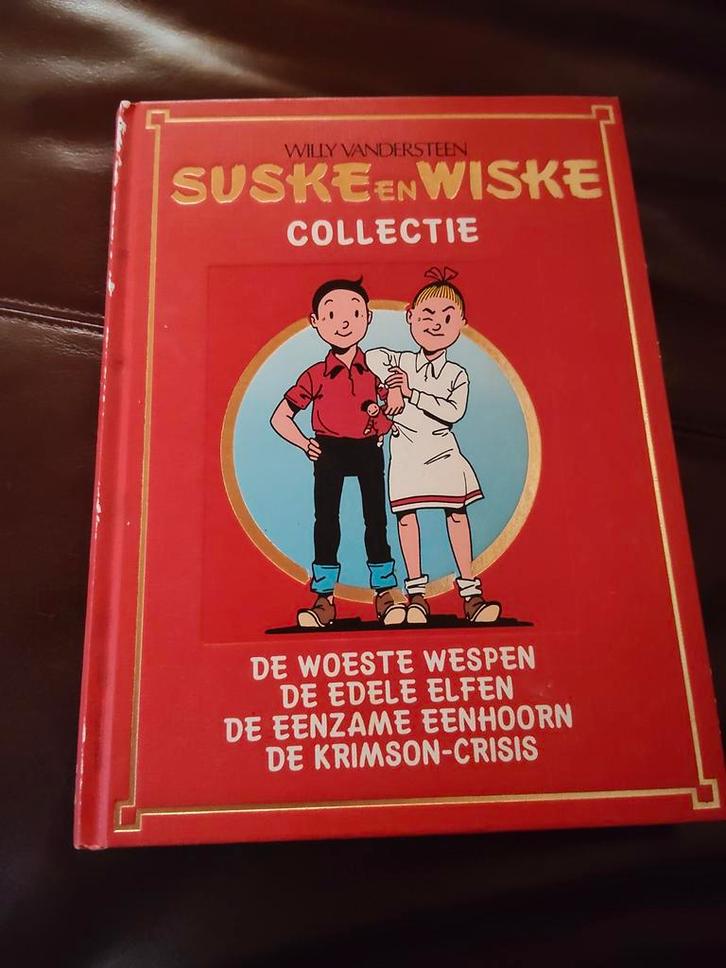 WILLY VANDERSTEEN
SUSKE EN WISKE
COLLECTIE
DE WOESTE WESPEN
DE EDELE ELFEN
DE EENZAME EENHOORN
DE KRIMSON-CRISIS